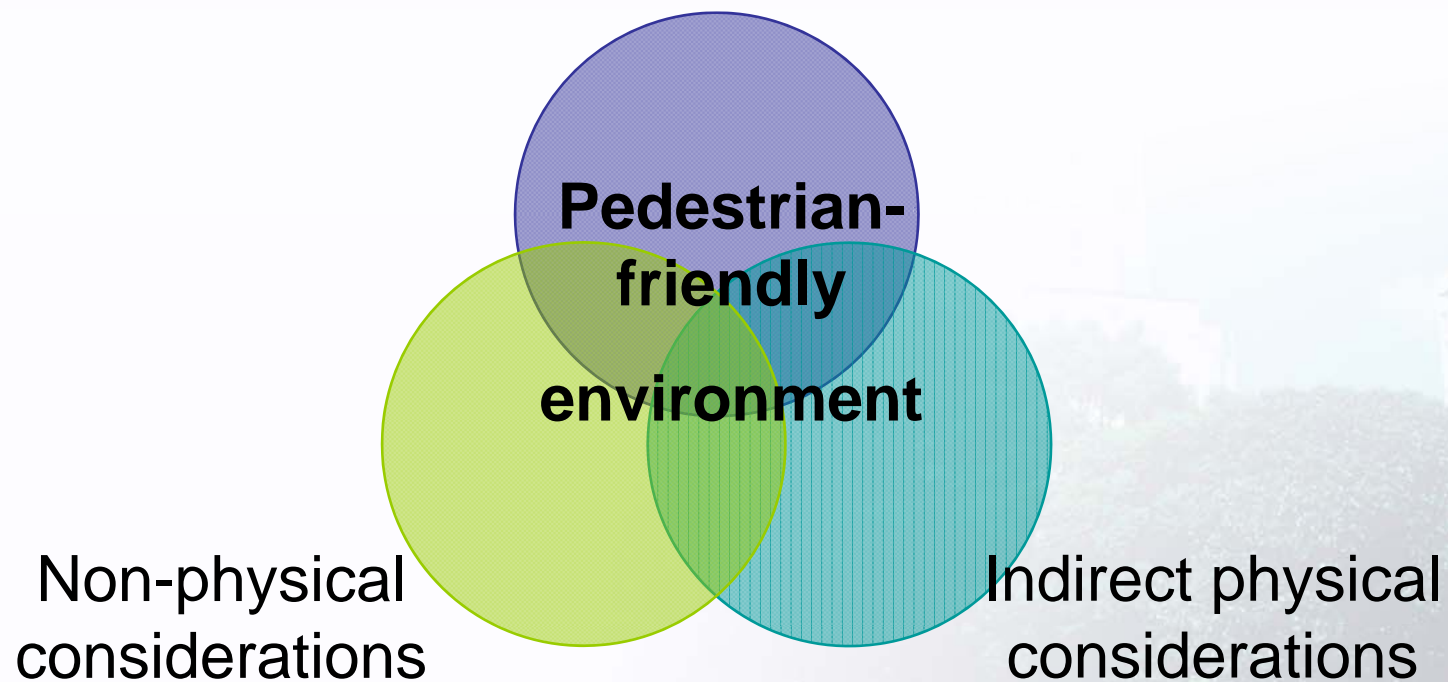 Pedestrian-
friendly
environment
Non-physical
considerations
Indirect physical
considerations